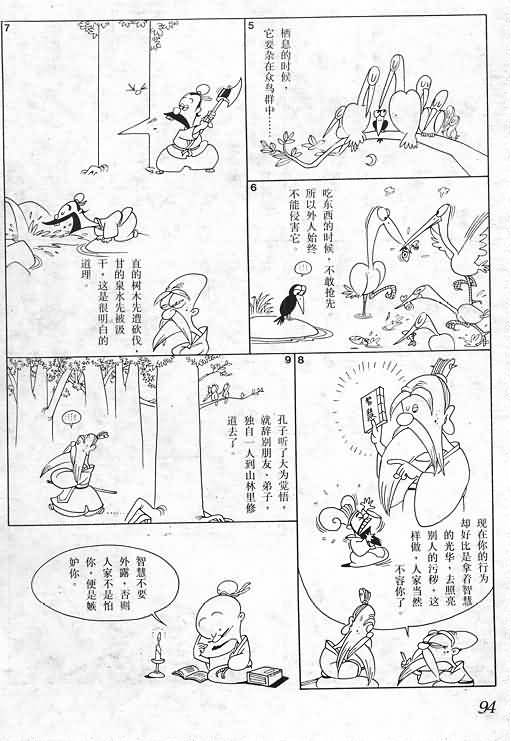 5
栖息的时候，
它要杂在众鸟群中……
6
吃东西的时候，不敢抢先
所以外人始终
不能侵害它。
!!!
7
直的树木先遭砍伐，
甘的泉水先被汲
干，这是很明白的
道理。
8
智慧
现在你的行为
却好比是拿着智慧
的光华，去照亮
别人的污秽，这
样做，人家当然
不容你了。
9
!!!
孔子听了大为觉悟，
就辞别朋友、弟子，
独自一人到山林里修
道去了。
智慧不要
外露，否则
人家不是怕
你，便是嫉
妒你。
94